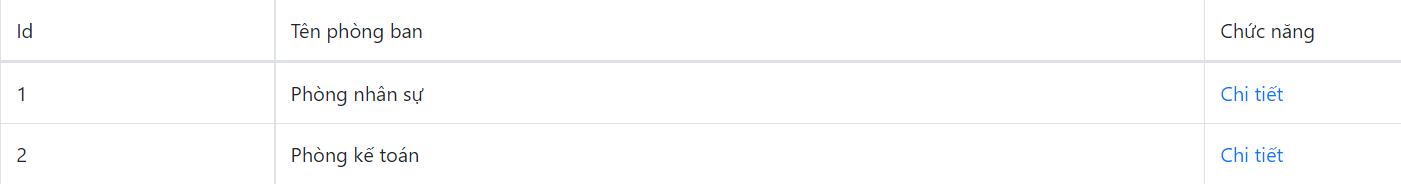 Id Tên phòng ban Chức năng
1 Phòng nhân sự Chi tiết
2 Phòng kế toán Chi tiết